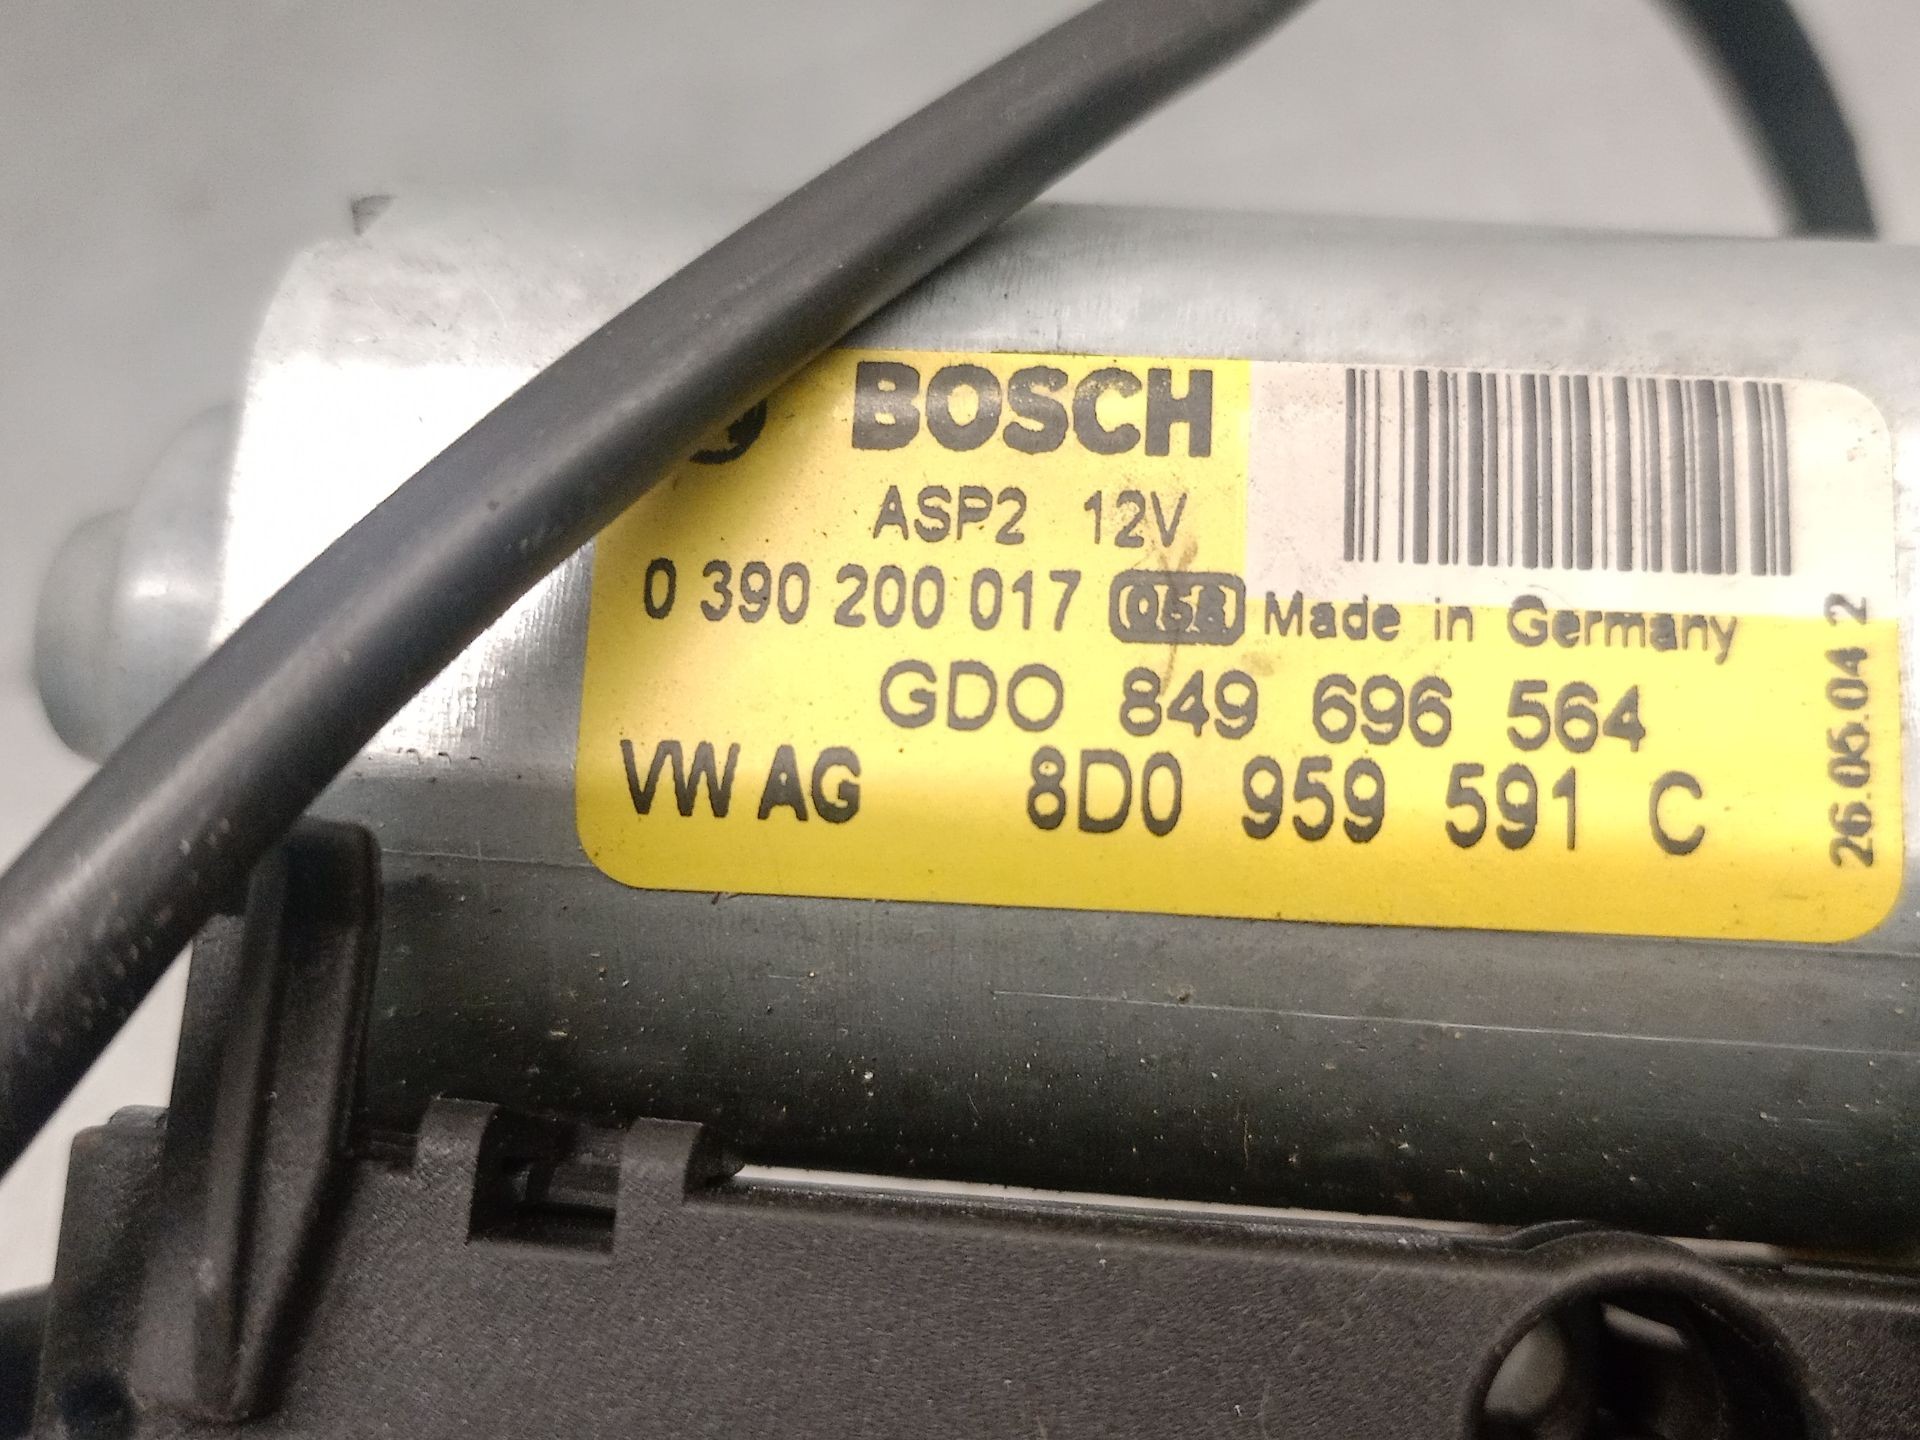 BOSCH
ASP2 12V
0 390 200 017 Made in Germany
GDO 849 696 564
VW AG 8D0 959 591 C
26.05.04 2